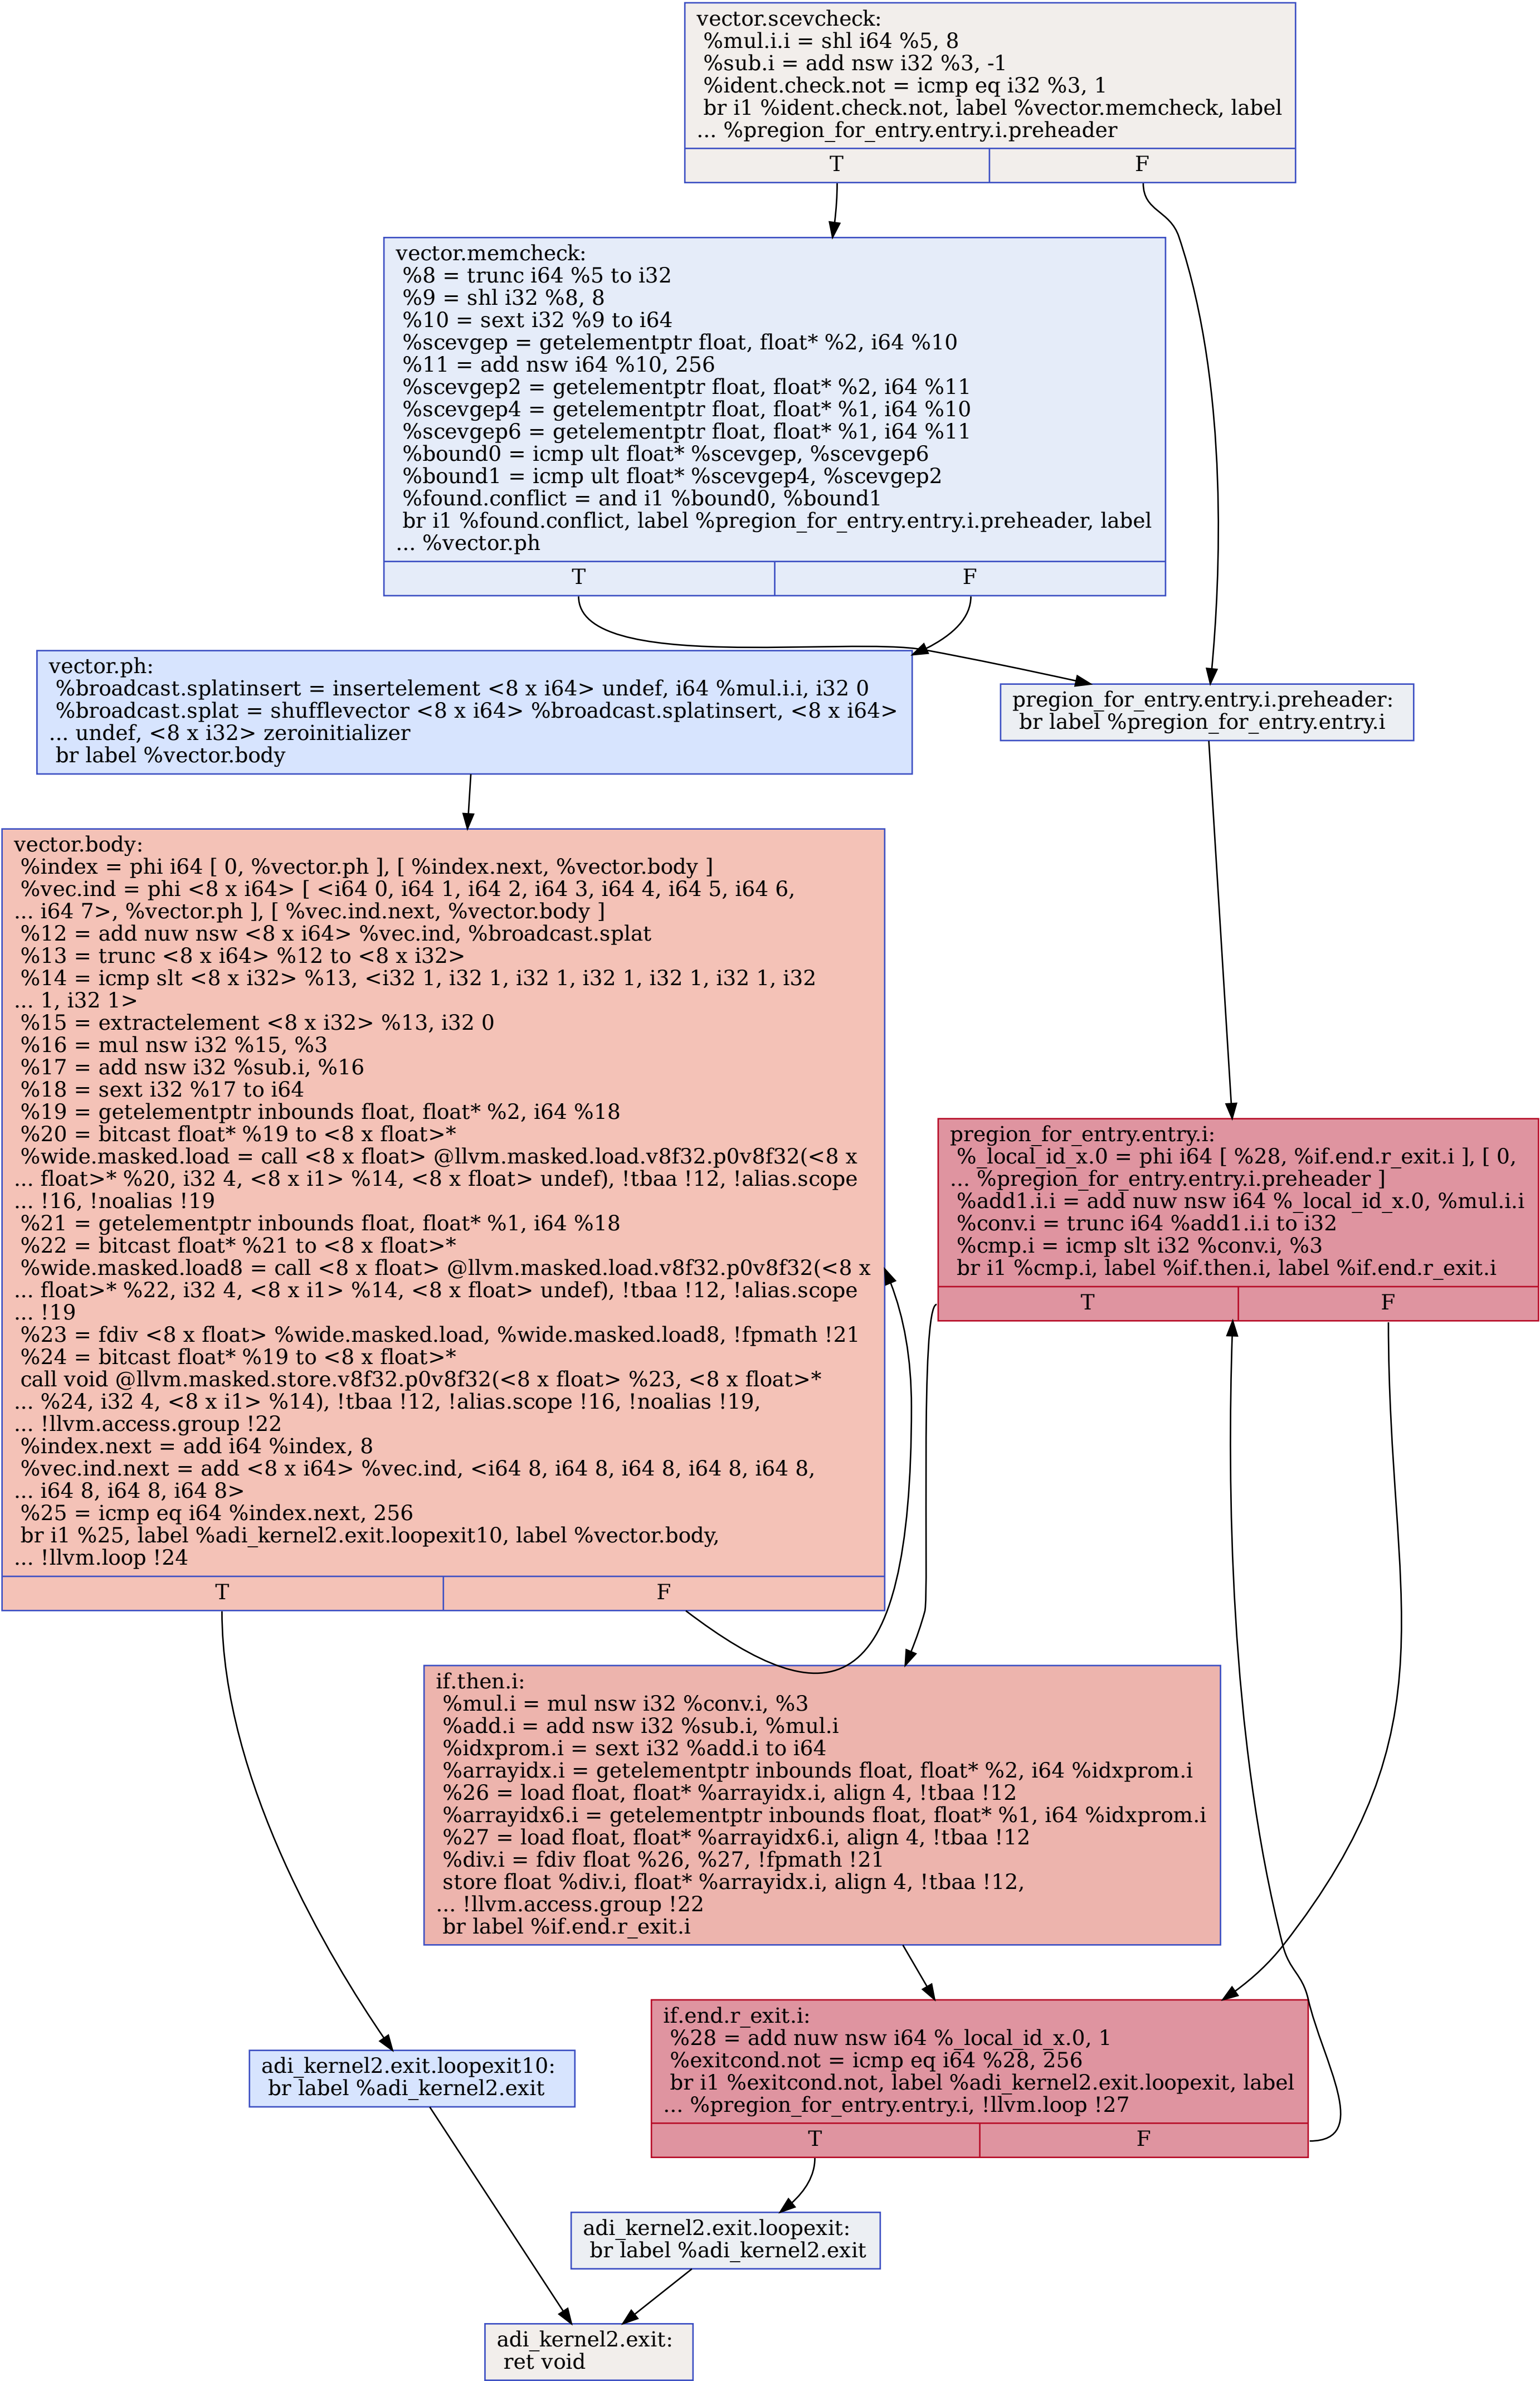 vector.scevcheck:
%mul.i.i = shl i64 %5, 8
%sub.i = add nsw i32 %3, -1
%ident.check.not = icmp eq i32 %3, 1
br i1 %ident.check.not, label %vector.memcheck, label
... %pregion_for_entry.entry.i.preheader
T
F
vector.memcheck:
%8 = trunc i64 %5 to i32
%9 = shl i32 %8, 8
%10 = sext i32 %9 to i64
%scevgep = getelementptr float, float* %2, i64 %10
%11 = add nsw i64 %10, 256
%scevgep2 = getelementptr float, float* %2, i64 %11
%scevgep4 = getelementptr float, float* %1, i64 %10
%scevgep6 = getelementptr float, float* %1, i64 %11
%bound0 = icmp ult float* %scevgep, %scevgep6
%bound1 = icmp ult float* %scevgep4, %scevgep2
%found.conflict = and i1 %bound0, %bound1
br i1 %found.conflict, label %pregion_for_entry.entry.i.preheader, label
... %vector.ph
T
F
vector.ph:
%broadcast.splatinsert = insertelement <8 x i64> undef, i64 %mul.i.i, i32 0
%broadcast.splat = shufflevector <8 x i64> %broadcast.splatinsert, <8 x i64>
... undef, <8 x i32> zeroinitializer
br label %vector.body
pregion_for_entry.entry.i.preheader:
br label %pregion_for_entry.entry.i
vector.body:
%index = phi i64 [ 0, %vector.ph ], [ %index.next, %vector.body ]
%vec.ind = phi <8 x i64> [ <i64 0, i64 1, i64 2, i64 3, i64 4, i64 5, i64 6,
... i64 7>, %vector.ph ], [ %vec.ind.next, %vector.body ]
%12 = add nuw nsw <8 x i64> %vec.ind, %broadcast.splat
%13 = trunc <8 x i64> %12 to <8 x i32>
%14 = icmp slt <8 x i32> %13, <i32 1, i32 1, i32 1, i32 1, i32 1, i32 1, i32
... 1, i32 1>
%15 = extractelement <8 x i32> %13, i32 0
%16 = mul nsw i32 %15, %3
%17 = add nsw i32 %sub.i, %16
%18 = sext i32 %17 to i64
%19 = getelementptr inbounds float, float* %2, i64 %18
%20 = bitcast float* %19 to <8 x float>*
%wide.masked.load = call <8 x float> @llvm.masked.load.v8f32.p0v8f32(<8 x
... float>* %20, i32 4, <8 x i1> %14, <8 x float> undef), !tbaa !12, !alias.scope
... !16, !noalias !19
%21 = getelementptr inbounds float, float* %1, i64 %18
%22 = bitcast float* %21 to <8 x float>*
%wide.masked.load8 = call <8 x float> @llvm.masked.load.v8f32.p0v8f32(<8 x
... float>* %22, i32 4, <8 x i1> %14, <8 x float> undef), !tbaa !12, !alias.scope
... !19
%23 = fdiv <8 x float> %wide.masked.load, %wide.masked.load8, !fpmath !21
%24 = bitcast float* %19 to <8 x float>*
call void @llvm.masked.store.v8f32.p0v8f32(<8 x float> %23, <8 x float>*
... %24, i32 4, <8 x i1> %14), !tbaa !12, !alias.scope !16, !noalias !19,
... !llvm.access.group !22
%index.next = add i64 %index, 8
%vec.ind.next = add <8 x i64> %vec.ind, <i64 8, i64 8, i64 8, i64 8, i64 8,
... i64 8, i64 8, i64 8>
%25 = icmp eq i64 %index.next, 256
br i1 %25, label %adi_kernel2.exit.loopexit10, label %vector.body,
... !llvm.loop !24
T
F
pregion_for_entry.entry.i:
%_local_id_x.0 = phi i64 [ %28, %if.end.r_exit.i ], [ 0,
... %pregion_for_entry.entry.i.preheader ]
%add1.i.i = add nuw nsw i64 %_local_id_x.0, %mul.i.i
%conv.i = trunc i64 %add1.i.i to i32
%cmp.i = icmp slt i32 %conv.i, %3
br i1 %cmp.i, label %if.then.i, label %if.end.r_exit.i
T
F
if.then.i:
%mul.i = mul nsw i32 %conv.i, %3
%add.i = add nsw i32 %sub.i, %mul.i
%idxprom.i = sext i32 %add.i to i64
%arrayidx.i = getelementptr inbounds float, float* %2, i64 %idxprom.i
%26 = load float, float* %arrayidx.i, align 4, !tbaa !12
%arrayidx6.i = getelementptr inbounds float, float* %1, i64 %idxprom.i
%27 = load float, float* %arrayidx6.i, align 4, !tbaa !12
%div.i = fdiv float %26, %27, !fpmath !21
store float %div.i, float* %arrayidx.i, align 4, !tbaa !12,
... !llvm.access.group !22
br label %if.end.r_exit.i
if.end.r_exit.i:
%28 = add nuw nsw i64 %_local_id_x.0, 1
%exitcond.not = icmp eq i64 %28, 256
br i1 %exitcond.not, label %adi_kernel2.exit.loopexit, label
... %pregion_for_entry.entry.i, !llvm.loop !27
T
F
adi_kernel2.exit.loopexit10:
br label %adi_kernel2.exit
adi_kernel2.exit.loopexit:
br label %adi_kernel2.exit
adi_kernel2.exit:
ret void